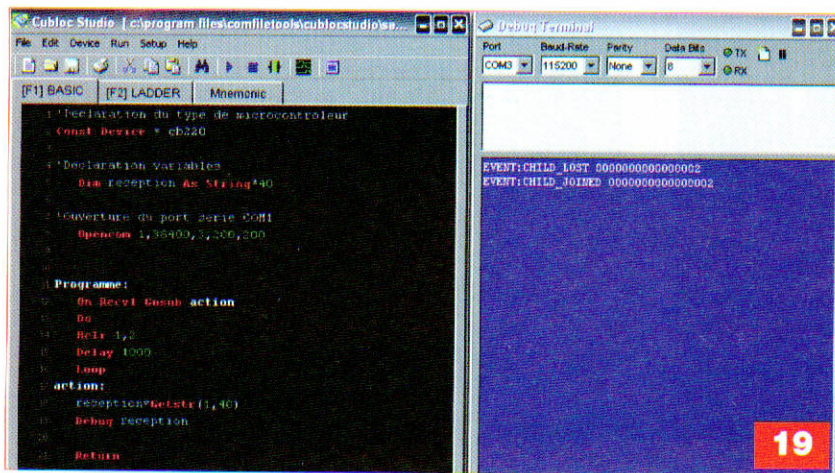 Cubloc Studio [ c:\program files\comfiletools\cublocstudio\se...
File Edit Device Run Setup Help
[F1] BASIC [F2] LADDER Mnemonic
1 'Declaration du type de microcontroleur
Const Device = cb220
'Declaration variables
Dim reception As String*40
'Ouverture du port serie COM1
Opencom 1,38400,3,200,200
Programme:
On Recv1 Gosub action
Do
Bclr 1,2
Delay 1000
Loop
action:
reception=Getstr(1,40)
Debug reception
Return
Debug Terminal
Port Baud-Rate Parity Data Bits
COM3 115200 None 8 TX
RX
EVENT:CHILD_LOST 0000000000000002
EVENT:CHILD_JOINED 0000000000000002
19